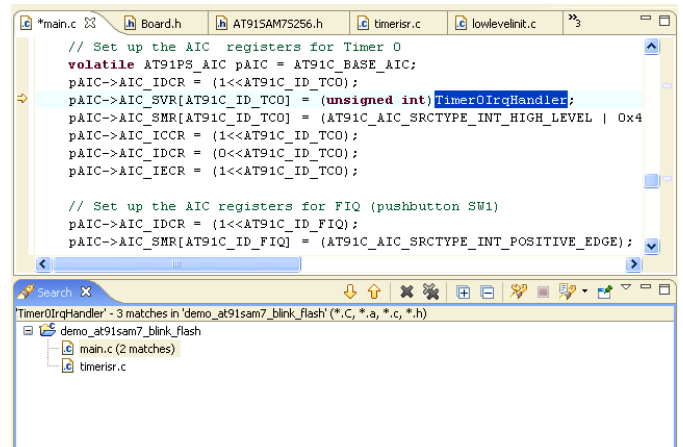 *main.c
Board.h
AT91SAM7S256.h
timerisr.c
lowlevelinit.c
»3
// Set up the AIC  registers for Timer 0
volatile AT91PS_AIC pAIC = AT91C_BASE_AIC;
pAIC->AIC_IDCR = (1<<AT91C_ID_TC0);
pAIC->AIC_SVR[AT91C_ID_TC0] = (unsigned int)Timer0IrqHandler;
pAIC->AIC_SMR[AT91C_ID_TC0] = (AT91C_AIC_SRCTYPE_INT_HIGH_LEVEL | 0x4
pAIC->AIC_ICCR = (1<<AT91C_ID_TC0);
pAIC->AIC_IDCR = (0<<AT91C_ID_TC0);
pAIC->AIC_IECR = (1<<AT91C_ID_TC0);
// Set up the AIC registers for FIQ (pushbutton SW1)
pAIC->AIC_IDCR = (1<<AT91C_ID_FIQ);
pAIC->AIC_SMR[AT91C_ID_FIQ] = (AT91C_AIC_SRCTYPE_INT_POSITIVE_EDGE);
Search
'Timer0IrqHandler' - 3 matches in 'demo_at91sam7_blink_flash' (*.C, *.a, *.c, *.h)
demo_at91sam7_blink_flash
main.c (2 matches)
timerisr.c